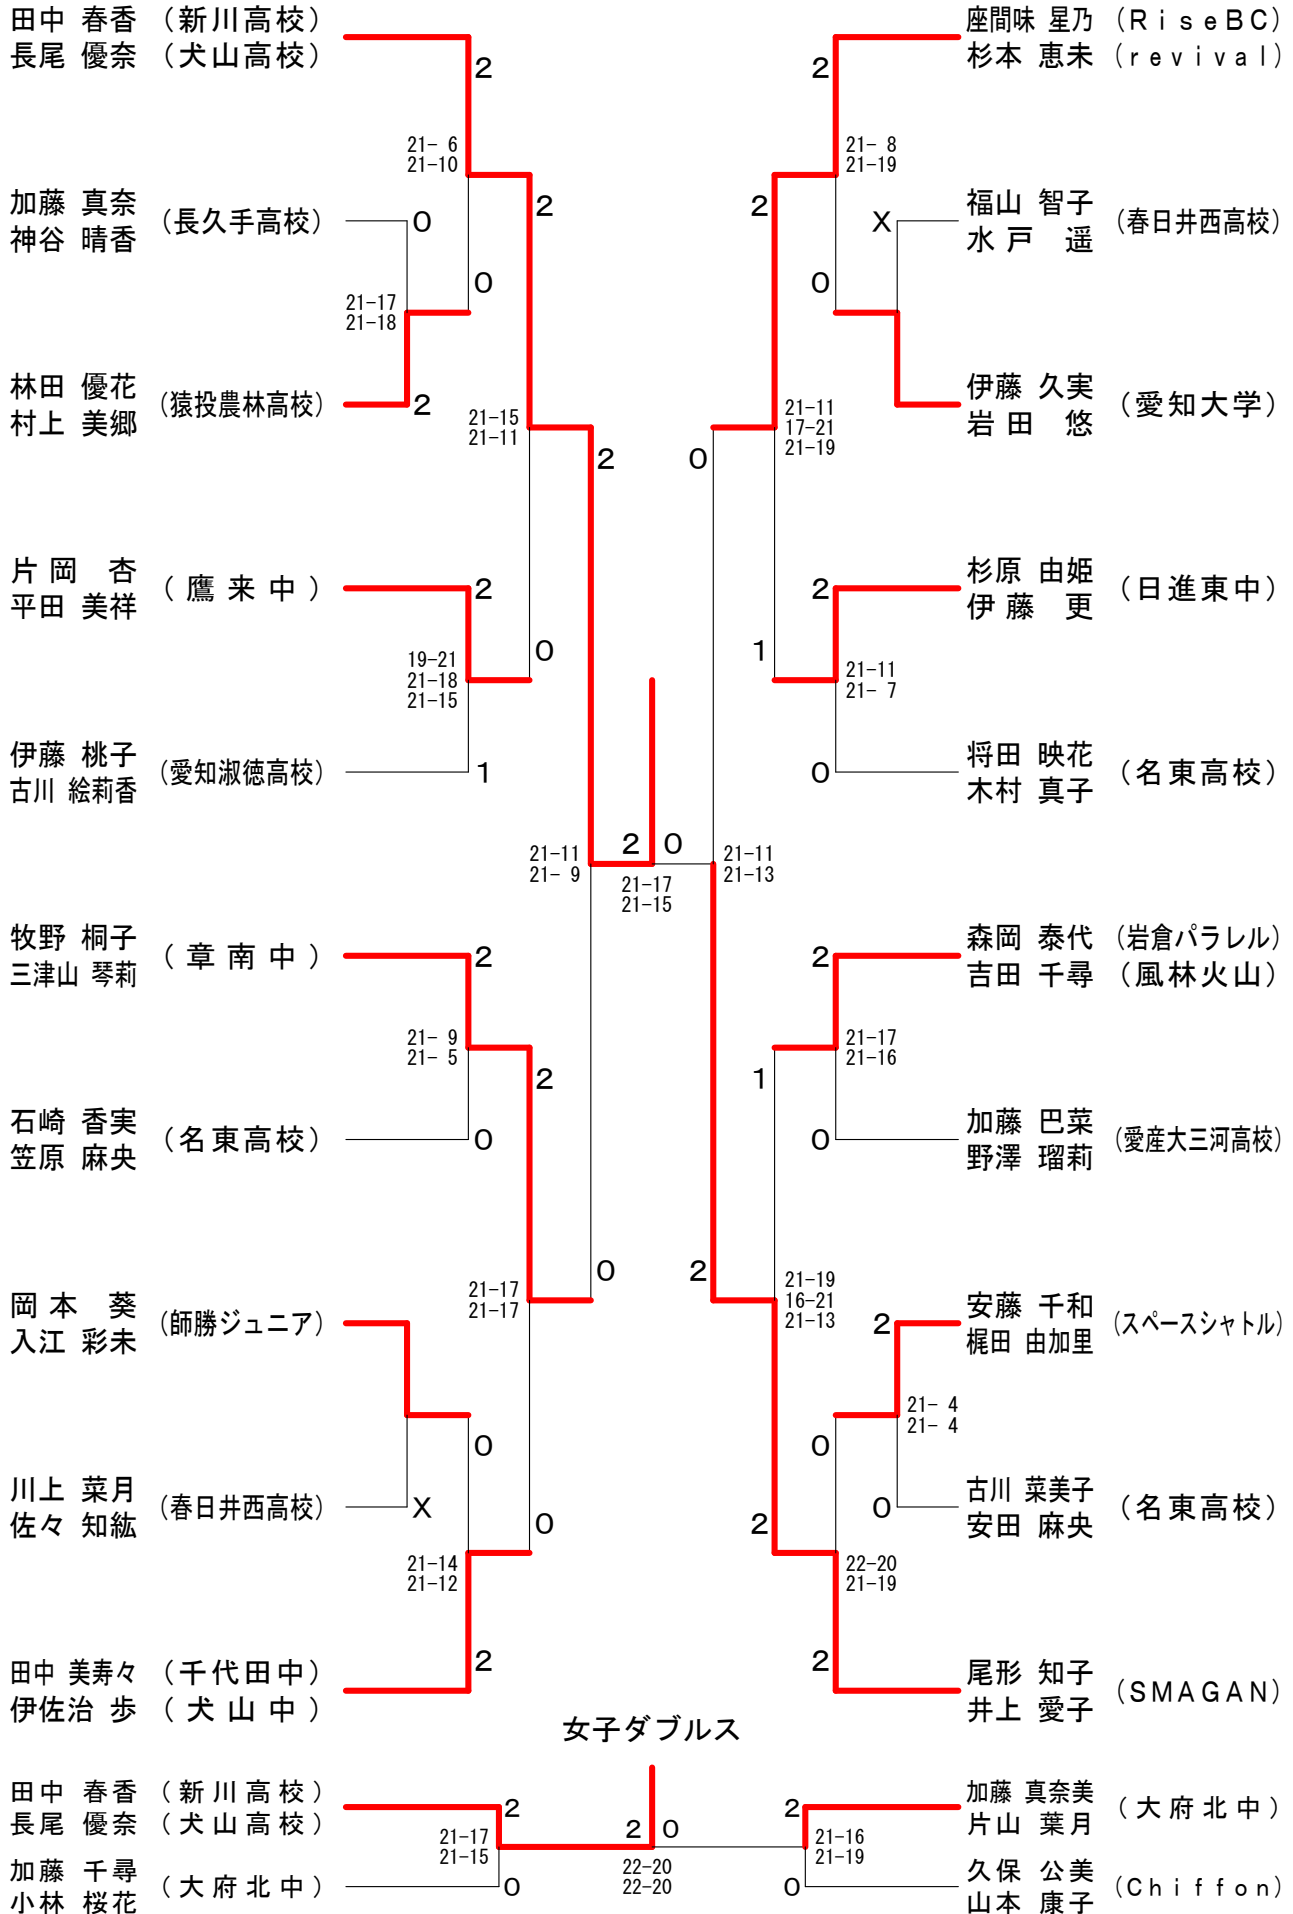 田中 春香 (新川高校)
長尾 優奈 (犬山高校)
2
21- 6
21-10
加藤 真奈
神谷 晴香
(長久手高校)
0
2
0
21-17
21-18
林田 優花
村上 美郷
(猿投農林高校)
2
21-15
21-11
2
片岡 杏
平田 美祥
(鷹来中)
2
0
19-21
21-18
21-15
伊藤 桃子
古川 絵莉香
(愛知淑徳高校)
1
21-11
21- 9
2 0
21-17
21-15
牧野 桐子
三津山 琴莉
(章南中)
2
21- 9
21- 5
2
石崎 香実
笠原 麻央
(名東高校)
0
0
21-17
21-17
岡本 葵
入江 彩未
(師勝ジュニア)
0
川上 菜月
佐々 知紘
(春日井西高校)
X
0
21-14
21-12
田中 美寿々 (千代田中)
伊佐治 歩 (犬山中)
2
座間味 星乃 (RiseBC)
杉本 恵未 (revival)
2
21- 8
21-19
2
福山 智子
水戸 遥
(春日井西高校)
X
0
伊藤 久実
岩田 悠
(愛知大学)
21-11
17-21
21-19
0
杉原 由姫
伊藤 更
(日進東中)
2
1
21-11
21- 7
将田 映花
木村 真子
(名東高校)
0
21-11
21-13
森岡 泰代 (岩倉パラレル)
吉田 千尋 (風林火山)
2
21-17
21-16
1
加藤 巴菜
野澤 瑠莉
(愛産大三河高校)
0
2
21-19
16-21
21-13
安藤 千和
梶田 由加里
(スペースシャトル)
2
21- 4
21- 4
0
古川 菜美子
安田 麻央
(名東高校)
0
2
22-20
21-19
尾形 知子
井上 愛子
(SMAGAN)
2
女子ダブルス
田中 春香 (新川高校)
長尾 優奈 (犬山高校)
2
21-17
21-15
加藤 千尋
小林 桜花
(大府北中)
0
2 0
22-20
22-20
加藤 真奈美
片山 葉月
(大府北中)
2
21-16
21-19
久保 公美
山本 康子
(Chiffon)
0